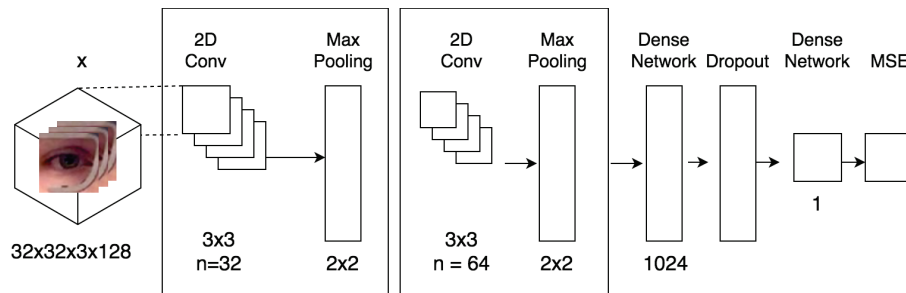 x
32x32x3x128
2D
Conv
3x3
n=32
Max
Pooling
2x2
2D
Conv
3x3
n = 64
Max
Pooling
2x2
Dense
Network
1024
Dropout
Dense
Network
1
MSE